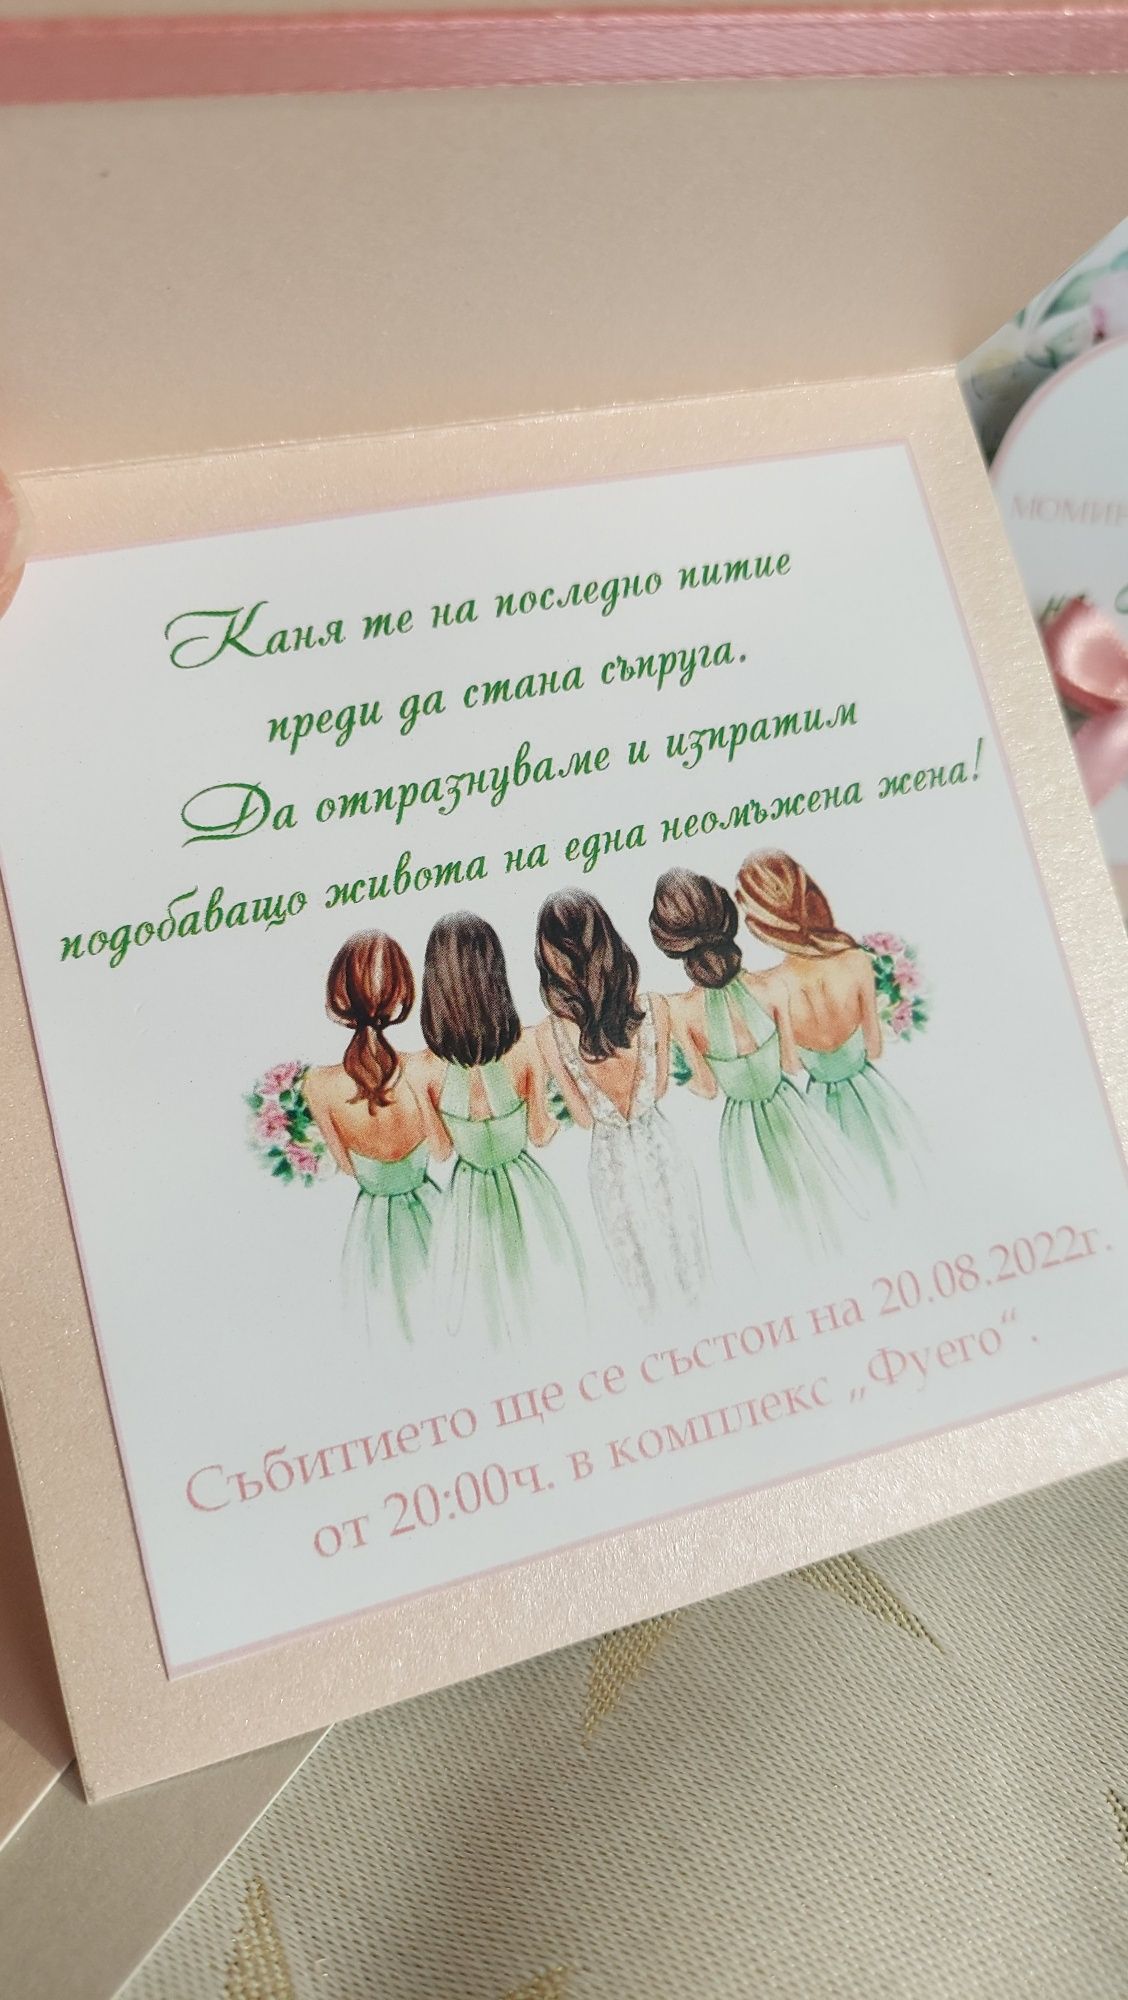 Каня те на последно питие
преди да стана съпруга.
Да отпразнуваме и изпратим
подобаващо живота на една неомъжена жена!
Събитието ще се състои на 20.08.2022г.
от 20:00ч. в комплекс „Фуего“.
на